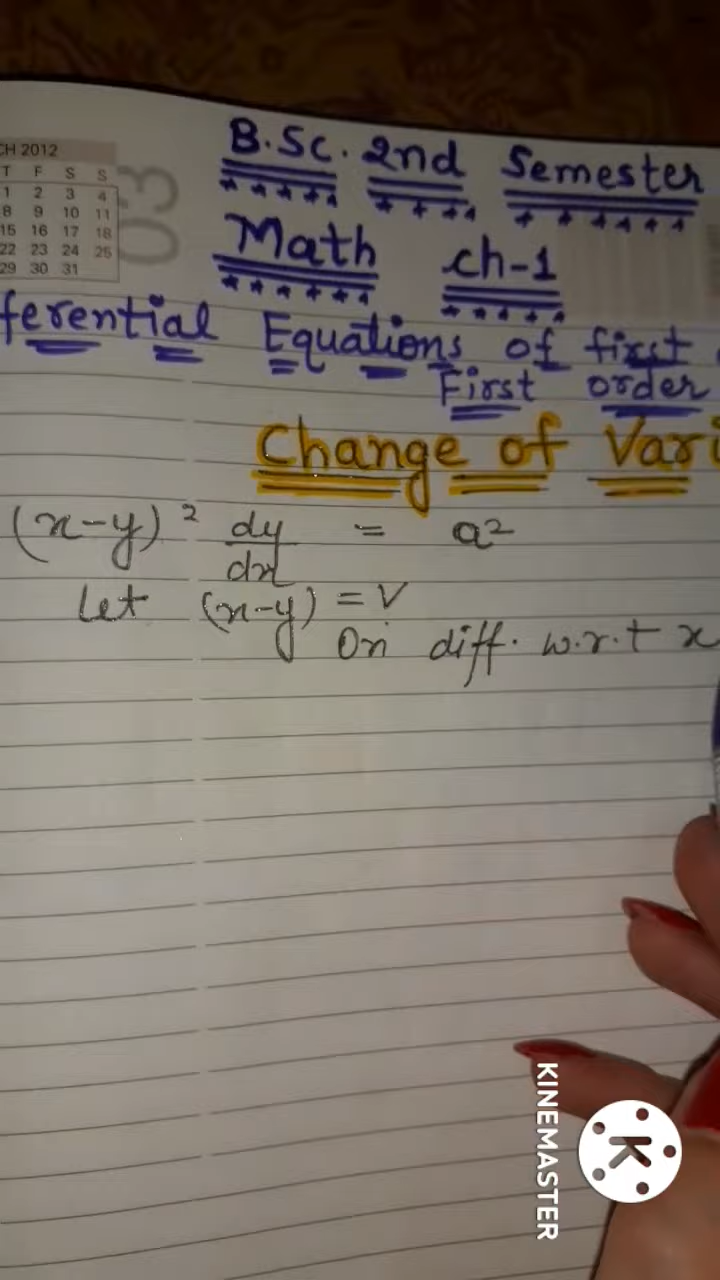 CH 2012
T F S S
1 2 3 4
8 9 10 11
15 16 17 18
22 23 24 25
29 30 31
03
B.Sc. 2nd Semester
Math ch-1
ferential Equations of first
First order
Change of Vari
(x-y)² dy/dx = a²
Let (x-y) = V
On diff. w.r.t x
KINEMASTER